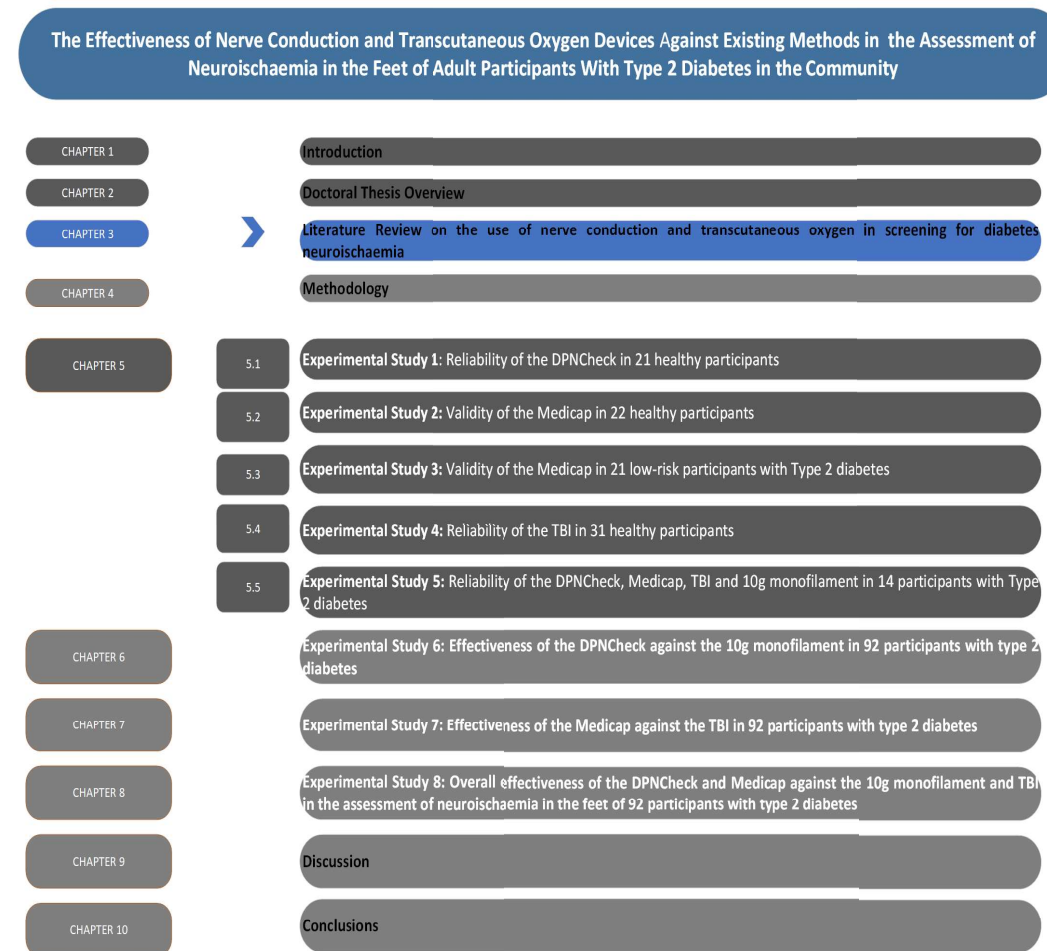 The Effectiveness of Nerve Conduction and Transcutaneous Oxygen Devices Against Existing Methods in the Assessment of
Neuroischaemia in the Feet of Adult Participants With Type 2 Diabetes in the Community
CHAPTER 1
Introduction
CHAPTER 2
Doctoral Thesis Overview
CHAPTER 3
Literature Review on the use of nerve conduction and transcutaneous oxygen in screening for diabetes
neuroischaemia
CHAPTER 4
Methodology
CHAPTER 5
5.1
Experimental Study 1: Reliability of the DPNCheck in 21 healthy participants
5.2
Experimental Study 2: Validity of the Medicap in 22 healthy participants
5.3
Experimental Study 3: Validity of the Medicap in 21 low-risk participants with Type 2 diabetes
5.4
Experimental Study 4: Reliability of the TBI in 31 healthy participants
5.5
Experimental Study 5: Reliability of the DPNCheck, Medicap, TBI and 10g monofilament in 14 participants with Type
2 diabetes
CHAPTER 6
Experimental Study 6: Effectiveness of the DPNCheck against the 10g monofilament in 92 participants with type 2
diabetes
CHAPTER 7
Experimental Study 7: Effectiveness of the Medicap against the TBI in 92 participants with type 2 diabetes
CHAPTER 8
Experimental Study 8: Overall effectiveness of the DPNCheck and Medicap against the 10g monofilament and TBI
in the assessment of neuroischaemia in the feet of 92 participants with type 2 diabetes
CHAPTER 9
Discussion
CHAPTER 10
Conclusions